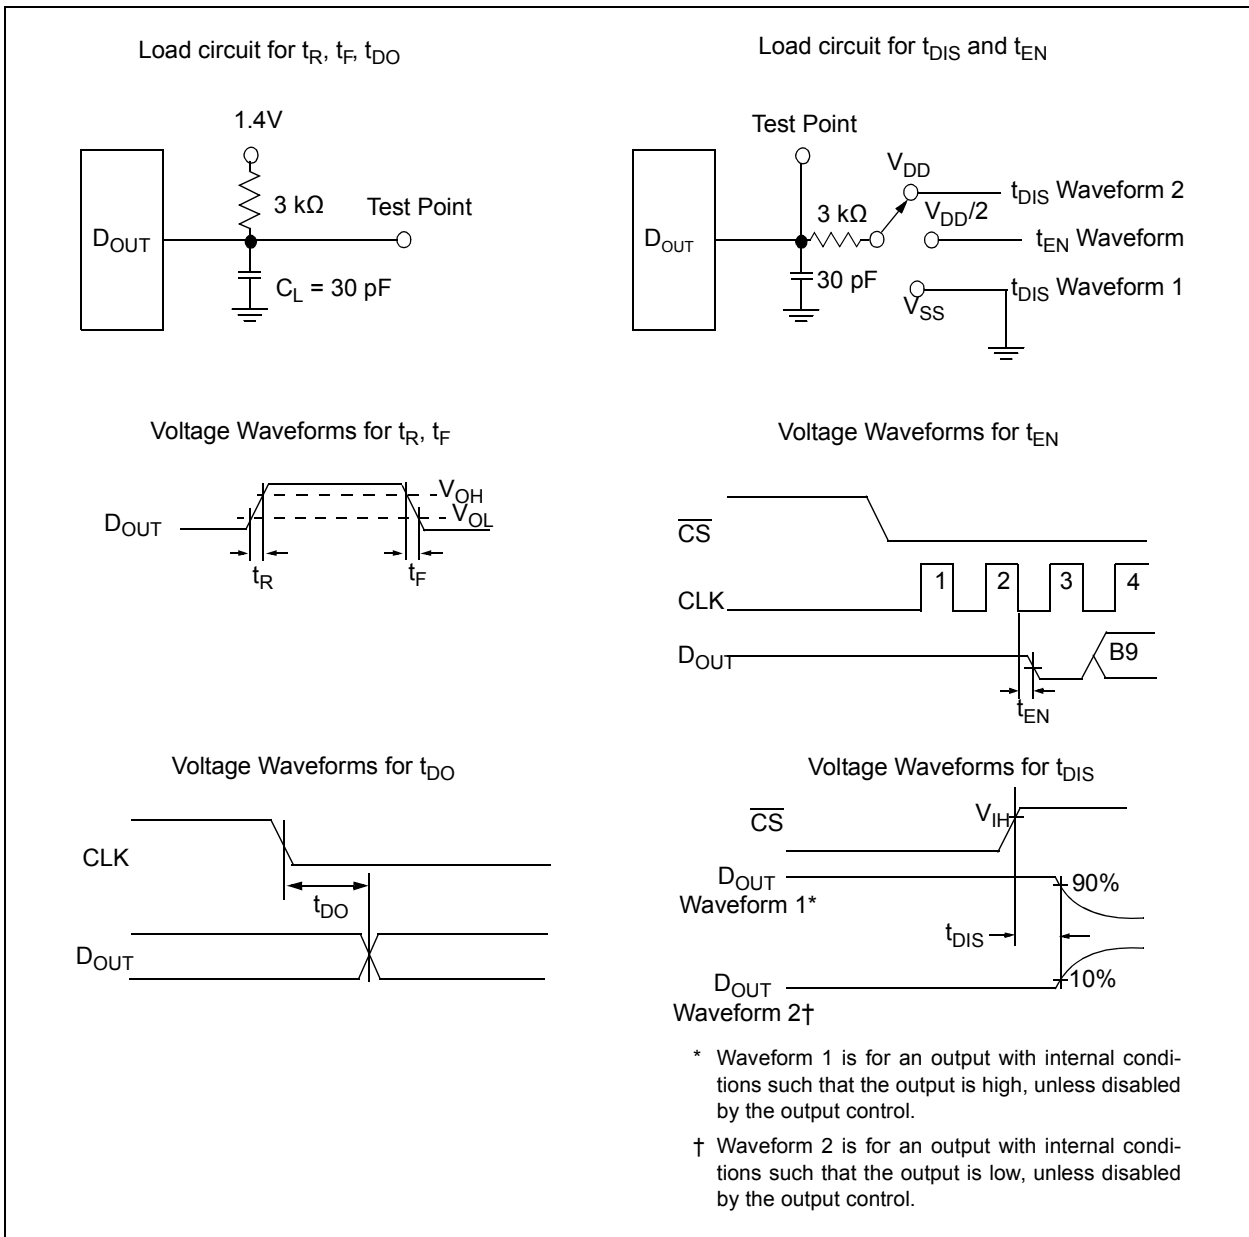 Load circuit for tR, tF, tDO
1.4V
3 kΩ
Test Point
DOUT
CL = 30 pF
Load circuit for tDIS and tEN
Test Point
VDD
tDIS Waveform 2
3 kΩ
VDD/2
DOUT
tEN Waveform
30 pF
tDIS Waveform 1
VSS
Voltage Waveforms for tR, tF
VOH
VOL
DOUT
tR
tF
Voltage Waveforms for tEN
CS
1 2 3 4
CLK
DOUT
B9
tEN
Voltage Waveforms for tDO
CLK
tDO
DOUT
Voltage Waveforms for tDIS
VIH
CS
DOUT
90%
Waveform 1*
tDIS
DOUT
10%
Waveform 2†
* Waveform 1 is for an output with internal condi-
tions such that the output is high, unless disabled
by the output control.
† Waveform 2 is for an output with internal condi-
tions such that the output is low, unless disabled
by the output control.